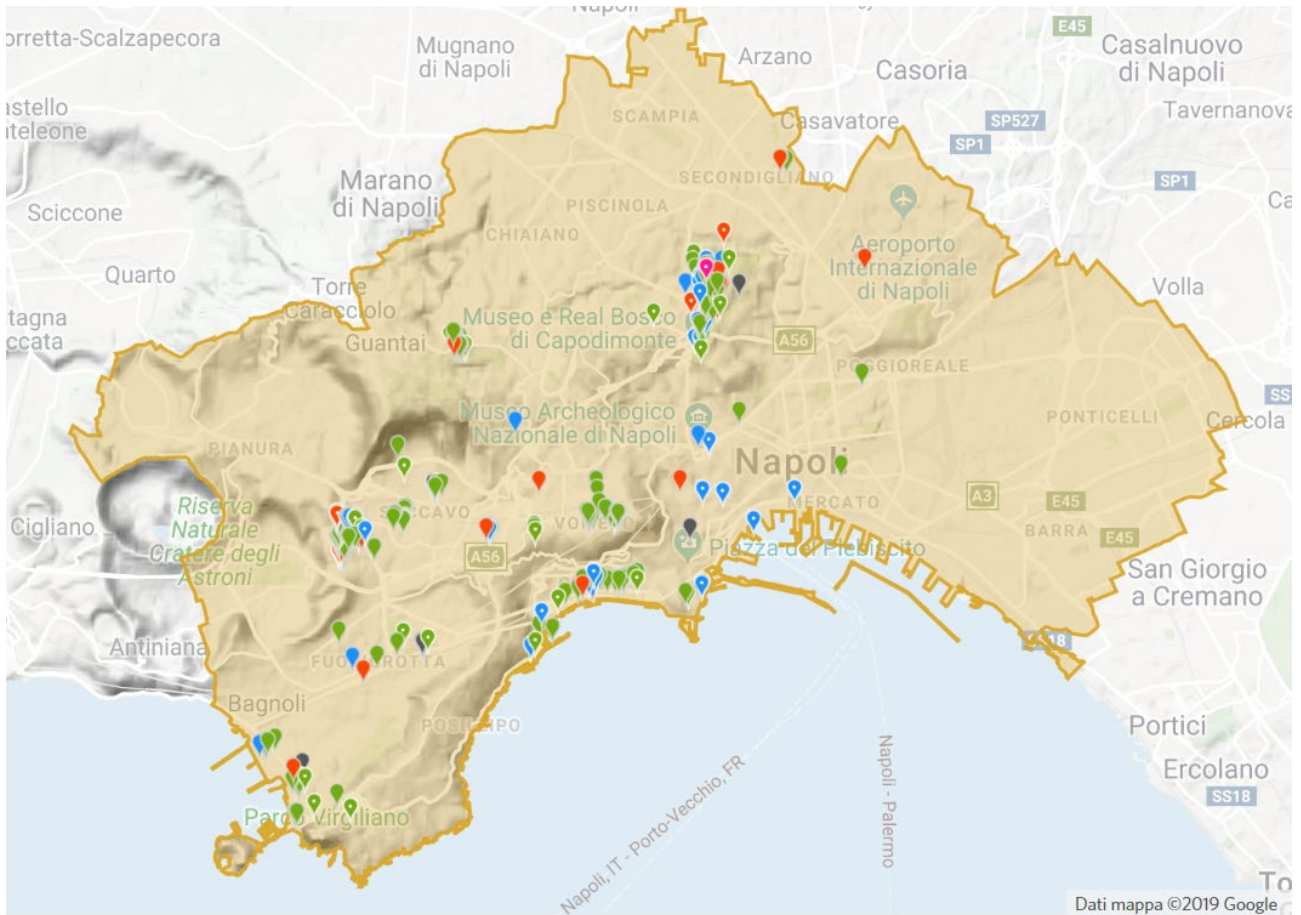 Napoli
E45
orretta-Scalzapecora
Mugnano
di Napoli
Arzano
Casoria
Casalnuovo
di Napoli
Tavernanova
SCAMPIA
Casavatore
SP527
SP1
SP1
SECONDIGLIANO
Marano
di Napoli
Sciccone
PISCINOLA
CHIAIANO
Aeroporto
Internazionale
di Napoli
Quarto
Torre
Caracciolo
Volla
Guantai
Museo e Real Bosco
di Capodimonte
A56
POGGIOREALE
Museo Archeologico
Nazionale di Napoli
PONTICELLI
Cercola
PIANURA
Napoli
Riserva
Naturale
Cratere degli
Astroni
Cigliano
SOCCAVO
VOMERO
MERCATO
A3
E45
BARRA
E45
A56
Piazza del Plebiscito
San Giorgio
a Cremano
Antiniana
FUORIGROTTA
SS18
Bagnoli
POSILLIPO
Portici
Ercolano
SS18
Parco Virgiliano
Napoli, IT - Porto-Vecchio, FR
Napoli - Palermo
Dati mappa ©2019 Google